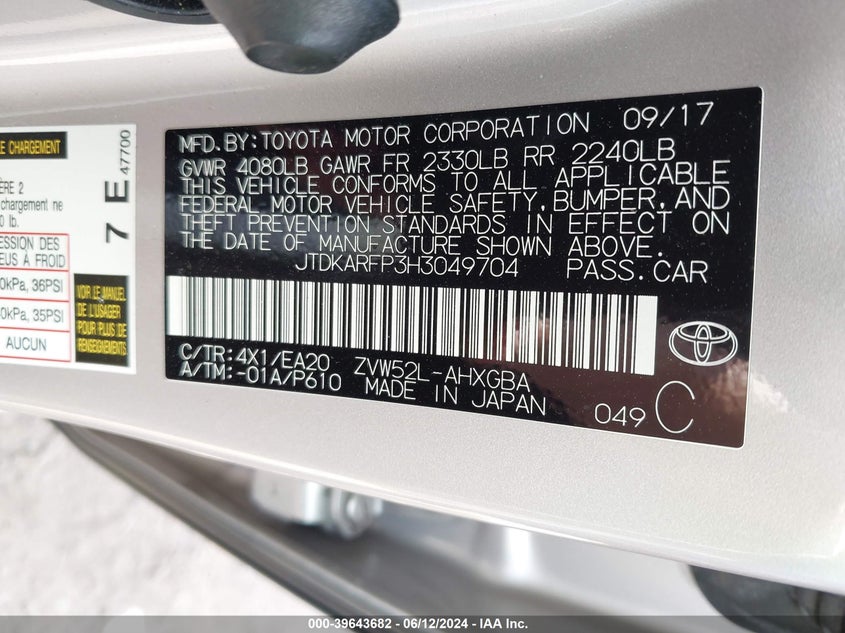 E CHARGEMENT
ÈRE 2
chargement ne
0 lb.
ESSION DES
EUS À FROID
0kPa, 36PSI
0kPa, 35PSI
AUCUN
7 E 47700
VOIR LE MANUEL
DE L'USAGER
POUR PLUS DE
RENSEIGNEMENTS
MFD. BY: TOYOTA MOTOR CORPORATION 09/17
GVWR 4080LB GAWR FR 2330LB RR 2240LB
THIS VEHICLE CONFORMS TO ALL APPLICABLE
FEDERAL MOTOR VEHICLE SAFETY, BUMPER, AND
THEFT PREVENTION STANDARDS IN EFFECT ON
THE DATE OF MANUFACTURE SHOWN ABOVE.
JTDKARFP3H3049704 PASS. CAR
C/TR: 4X1/EA20 ZVW52L-AHXGBA
A/TM: -01A/P610 MADE IN JAPAN
049 C
000-39643682 - 06/12/2024 - IAA Inc.